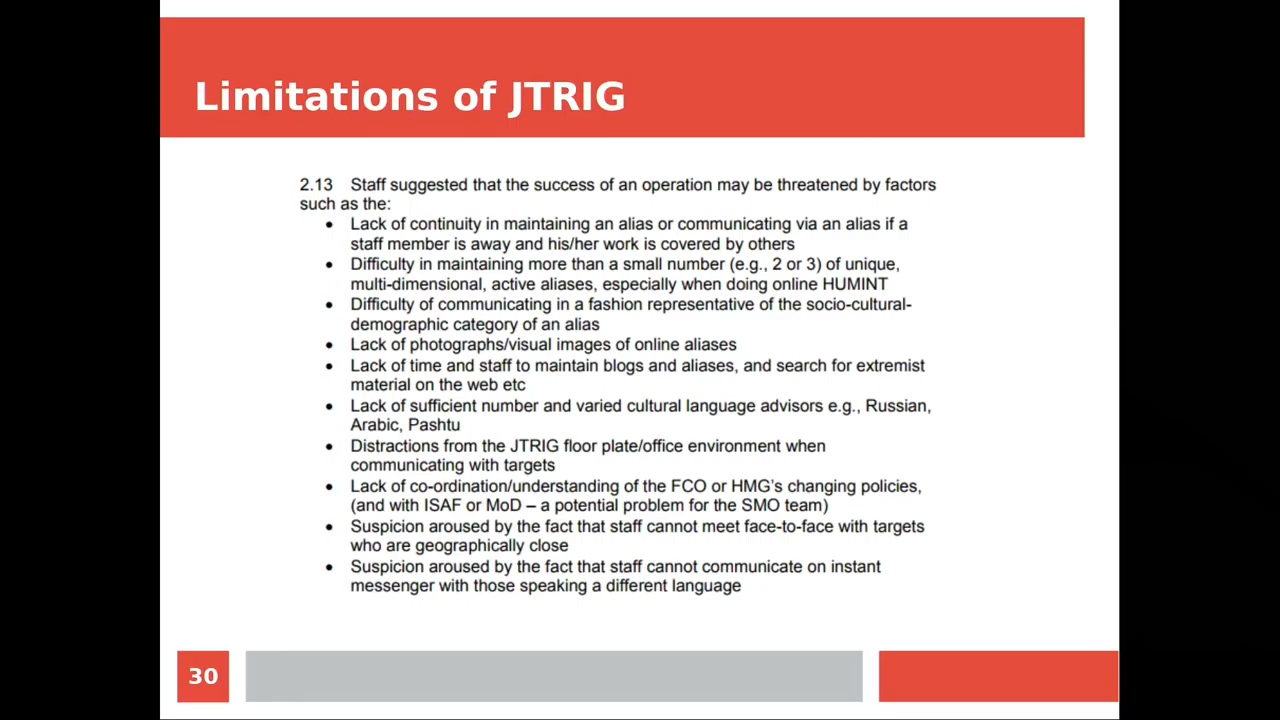 Limitations of JTRIG
2.13 Staff suggested that the success of an operation may be threatened by factors
such as the:
• Lack of continuity in maintaining an alias or communicating via an alias if a
staff member is away and his/her work is covered by others
• Difficulty in maintaining more than a small number (e.g., 2 or 3) of unique,
multi-dimensional, active aliases, especially when doing online HUMINT
• Difficulty of communicating in a fashion representative of the socio-cultural-
demographic category of an alias
• Lack of photographs/visual images of online aliases
• Lack of time and staff to maintain blogs and aliases, and search for extremist
material on the web etc
• Lack of sufficient number and varied cultural language advisors e.g., Russian,
Arabic, Pashtu
• Distractions from the JTRIG floor plate/office environment when
communicating with targets
• Lack of co-ordination/understanding of the FCO or HMG's changing policies,
(and with ISAF or MoD – a potential problem for the SMO team)
• Suspicion aroused by the fact that staff cannot meet face-to-face with targets
who are geographically close
• Suspicion aroused by the fact that staff cannot communicate on instant
messenger with those speaking a different language
30